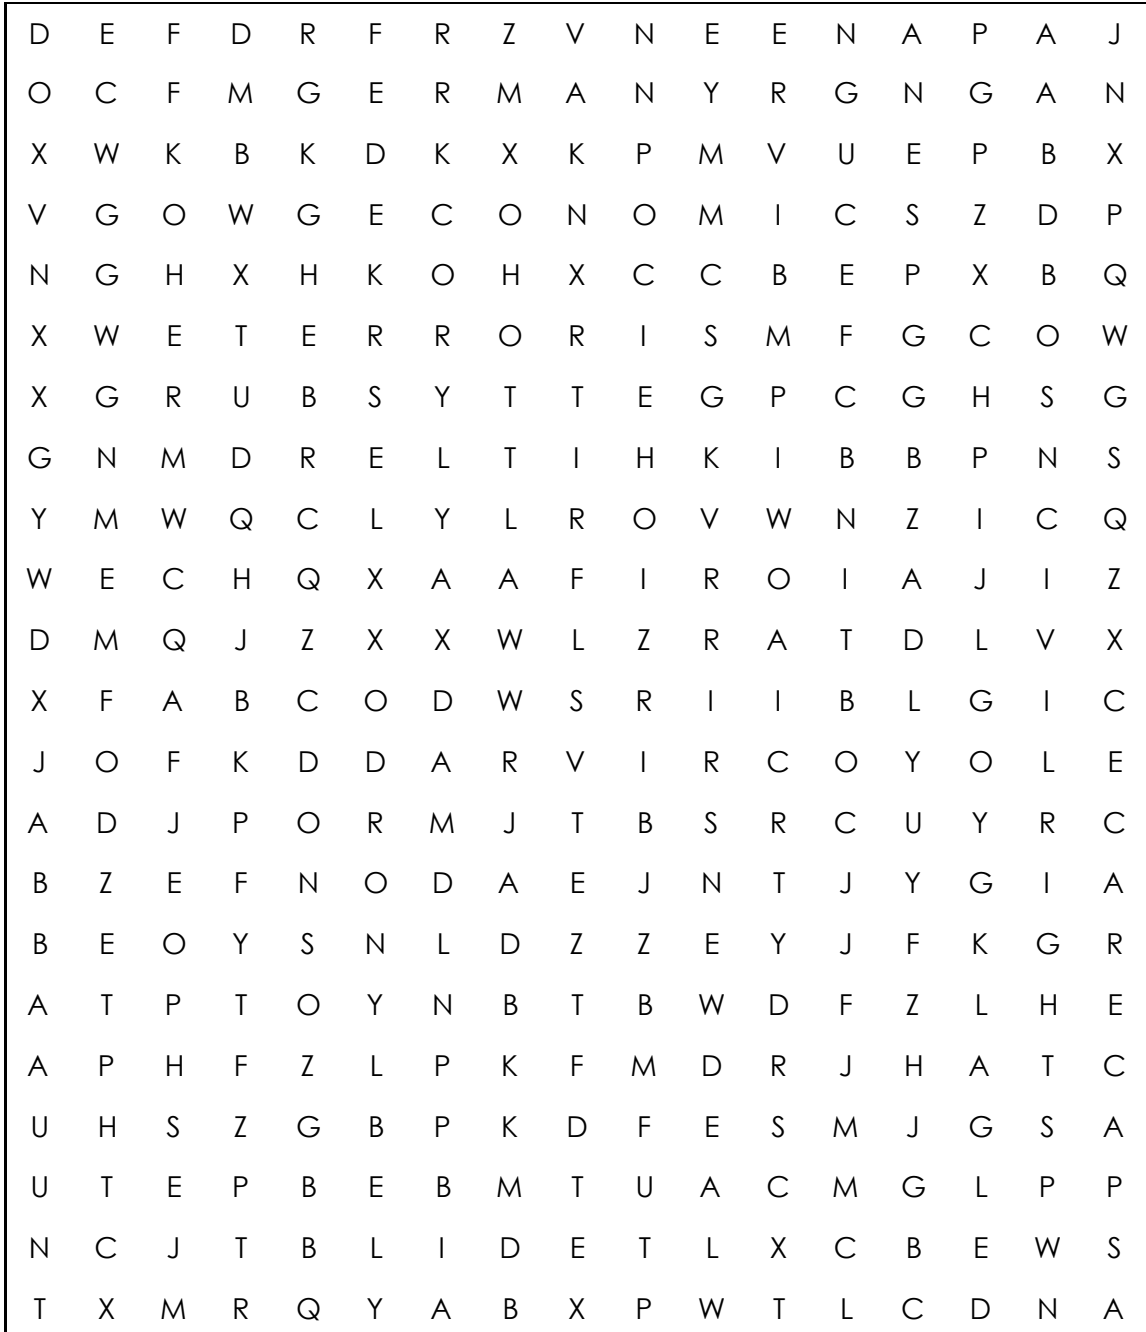 D E F D R F R Z V N E E N A P A J
O C F M G E R M A N Y R G N G A N
X W K B K D K X K P M V U E P B X
V G O W G E C O N O M I C S Z D P
N G H X H K O H X C C B E P X B Q
X W E T E R R O R I S M F G C O W
X G R U B S Y T T E G P C G H S G
G N M D R E L T I H K I B B P N S
Y M W Q C L Y L R O V W N Z I C Q
W E C H Q X A A F I R O I A J I Z
D M Q J Z X X W L Z R A T D L V X
X F A B C O D W S R I I B L G I C
J O F K D D A R V I R C O Y O L E
A D J P O R M J T B S R C U Y R C
B Z E F N O D A E J N T J Y G I A
B E O Y S N L D Z Z E Y J F K G R
A T P T O Y N B T B W D F Z L H E
A P H F Z L P K F M D R J H A T C
U H S Z G B P K D F E S M J G S A
U T E P B E B M T U A C M G L P P
N C J T B L I D E T L X C B E W S
T X M R Q Y A B X P W T L C D N A